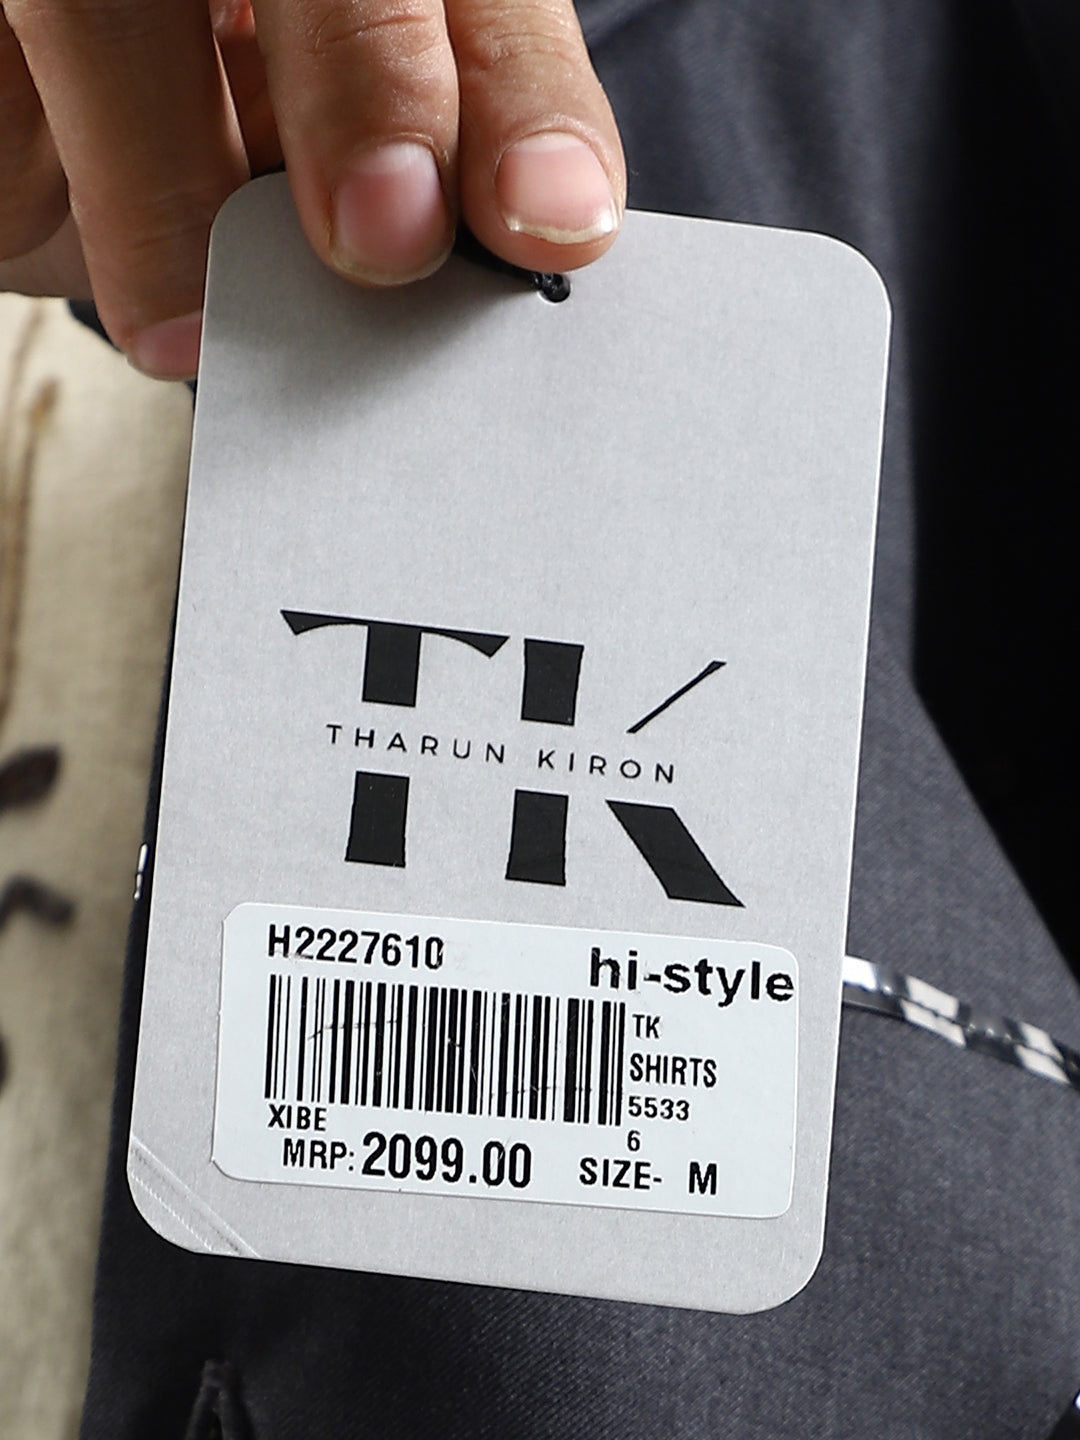 TK
THARUN KIRON
H2227610
hi-style
TK
SHIRTS
5533
6
XIBE
MRP: 2099.00
SIZE- M